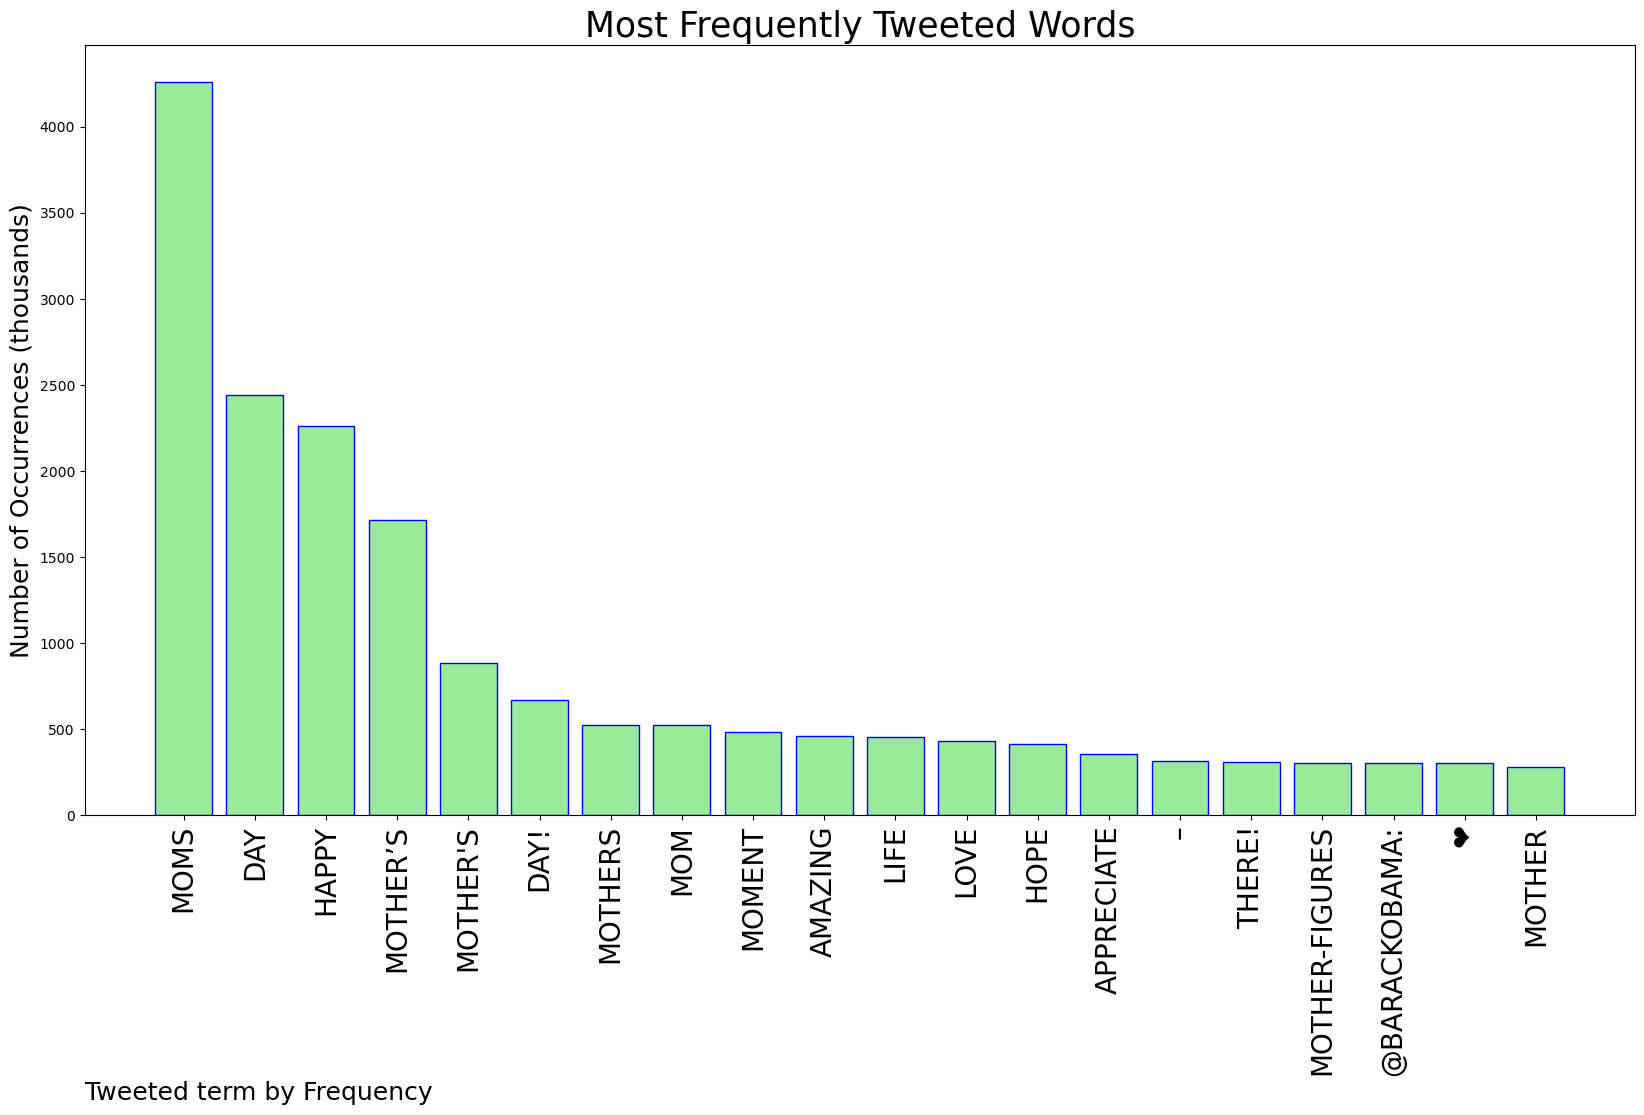 Most Frequently Tweeted Words
Number of Occurrences (thousands)
4000
3500
3000
2500
2000
1500
1000
500
0
MOMS
DAY
HAPPY
MOTHER’S
MOTHER'S
DAY!
MOTHERS
MOM
MOMENT
AMAZING
LIFE
LOVE
HOPE
APPRECIATE
–
THERE!
MOTHER-FIGURES
@BARACKOBAMA:
❤
MOTHER
Tweeted term by Frequency